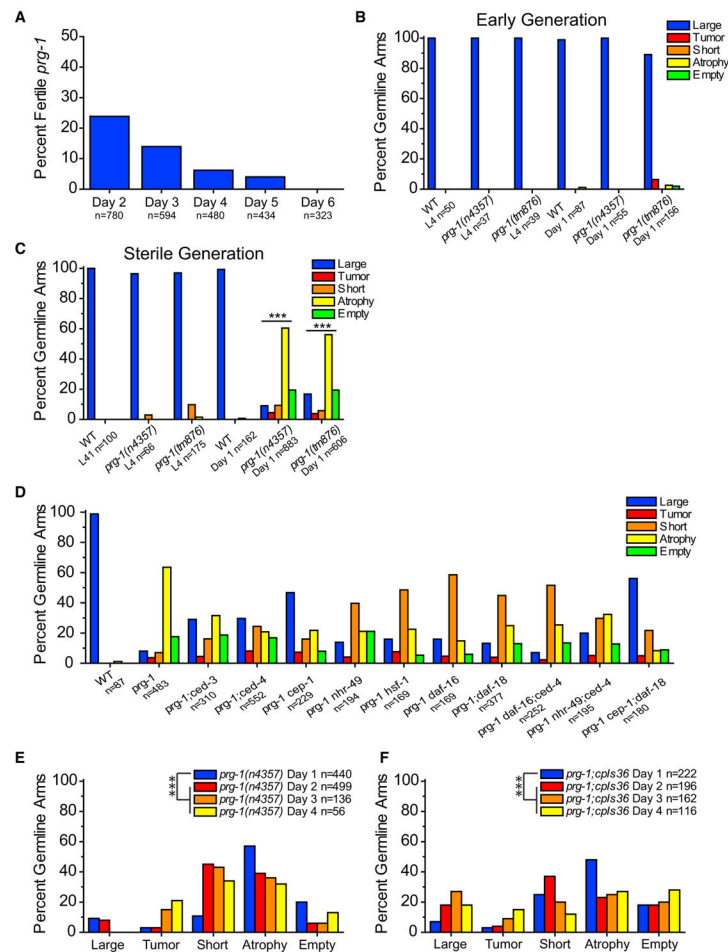 A
Percent Fertile prg-1
50
40
30
20
10
0
Day 2 Day 3 Day 4 Day 5 Day 6
n=780 n=594 n=480 n=434 n=323
B
Early Generation
Percent Germline Arms
100
80
60
40
20
0
Large
Tumor
Short
Atrophy
Empty
WT
L4 n=50
prg-1(n4357)
L4 n=37
prg-1(tm876)
L4 n=39
WT
Day 1 n=87
prg-1(n4357)
Day 1 n=55
prg-1(tm876)
Day 1 n=156
C
Sterile Generation
Percent Germline Arms
100
80
60
40
20
0
Large
Tumor
Short
Atrophy
Empty
*** ***
WT
L41 n=100
prg-1(n4357)
L4 n=66
prg-1(tm876)
L4 n=175
WT
Day 1 n=162
prg-1(n4357)
Day 1 n=883
prg-1(tm876)
Day 1 n=606
D
Percent Germline Arms
100
80
60
40
20
0
Large
Tumor
Short
Atrophy
Empty
WT
n=87
prg-1
n=483
prg-1;ced-3
n=310
prg-1;ced-4
n=552
prg-1 cep-1
n=229
prg-1 nhr-49
n=194
prg-1 hsf-1
n=169
prg-1 daf-16
n=169
prg-1;daf-18
n=377
prg-1 daf-16;ced-4
n=252
prg-1 nhr-49;ced-4
n=195
prg-1 cep-1;daf-18
n=180
E
Percent Germline Arms
100
80
60
40
20
0
***
prg-1(n4357) Day 1 n=440
prg-1(n4357) Day 2 n=499
prg-1(n4357) Day 3 n=136
prg-1(n4357) Day 4 n=56
Large Tumor Short Atrophy Empty
F
Percent Germline Arms
100
80
60
40
20
0
***
prg-1;cpIs36 Day 1 n=222
prg-1;cpIs36 Day 2 n=196
prg-1;cpIs36 Day 3 n=162
prg-1;cpIs36 Day 4 n=116
Large Tumor Short Atrophy Empty